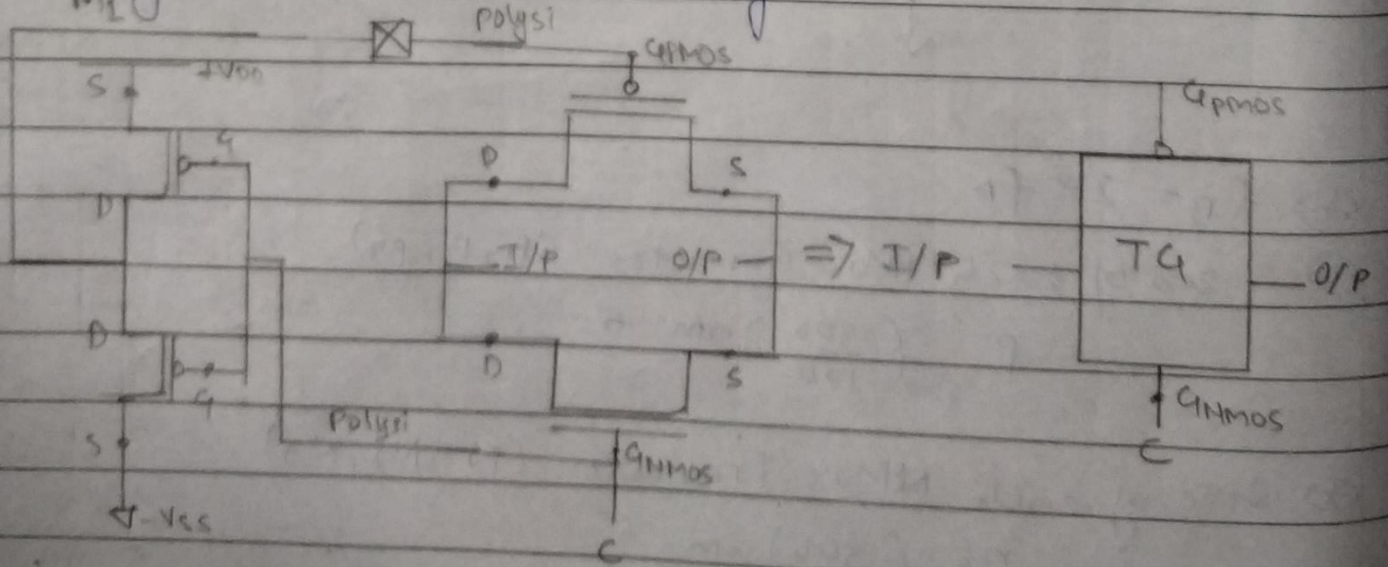 polysi
GPMOS
+VDD
S
GPMOS
G
D
S
D
I/P
O/P
=> I/P
TG
O/P
D
D
S
G
GNMOS
Polysi
S
GNMOS
C
-VSS
C